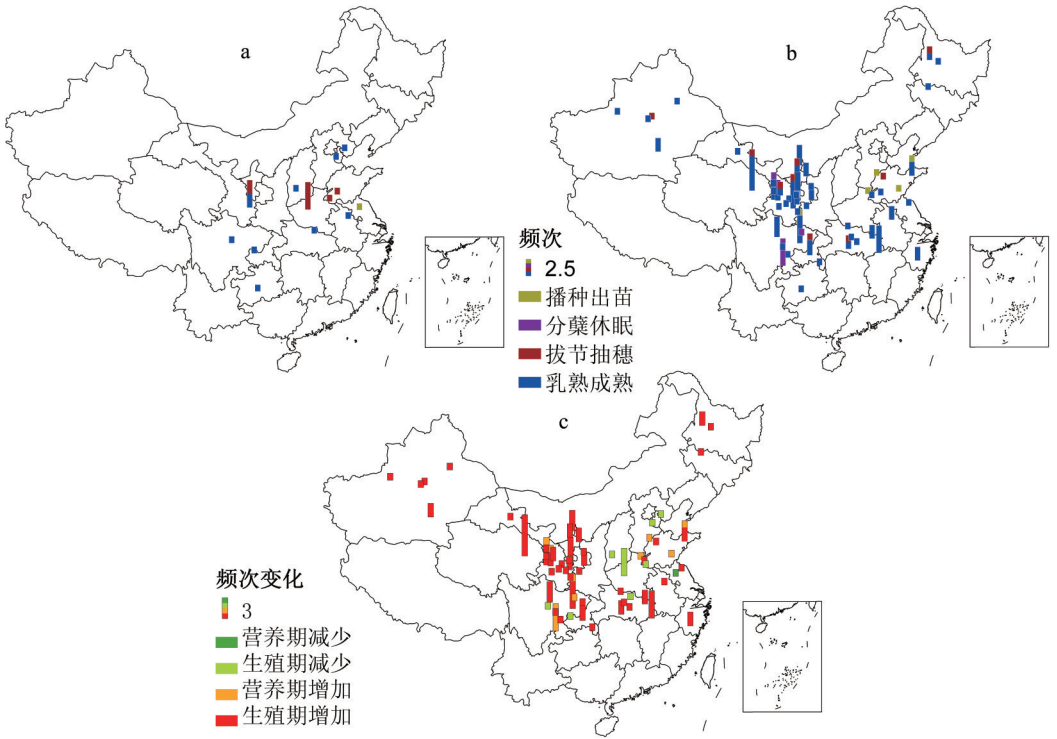 a
b
频次
2.5
播种出苗
分蘖休眠
拔节抽穗
乳熟成熟
c
频次变化
3
营养期减少
生殖期减少
营养期增加
生殖期增加